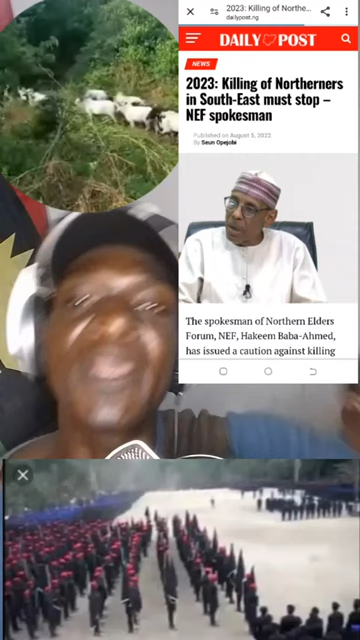 2023: Killing of Northe...
dailypost.ng
DAILY POST
NEWS
2023: Killing of Northerners
in South-East must stop –
NEF spokesman
Published on August 5, 2022
By Seun Opejobi
The spokesman of Northern Elders
Forum, NEF, Hakeem Baba-Ahmed,
has issued a caution against killing